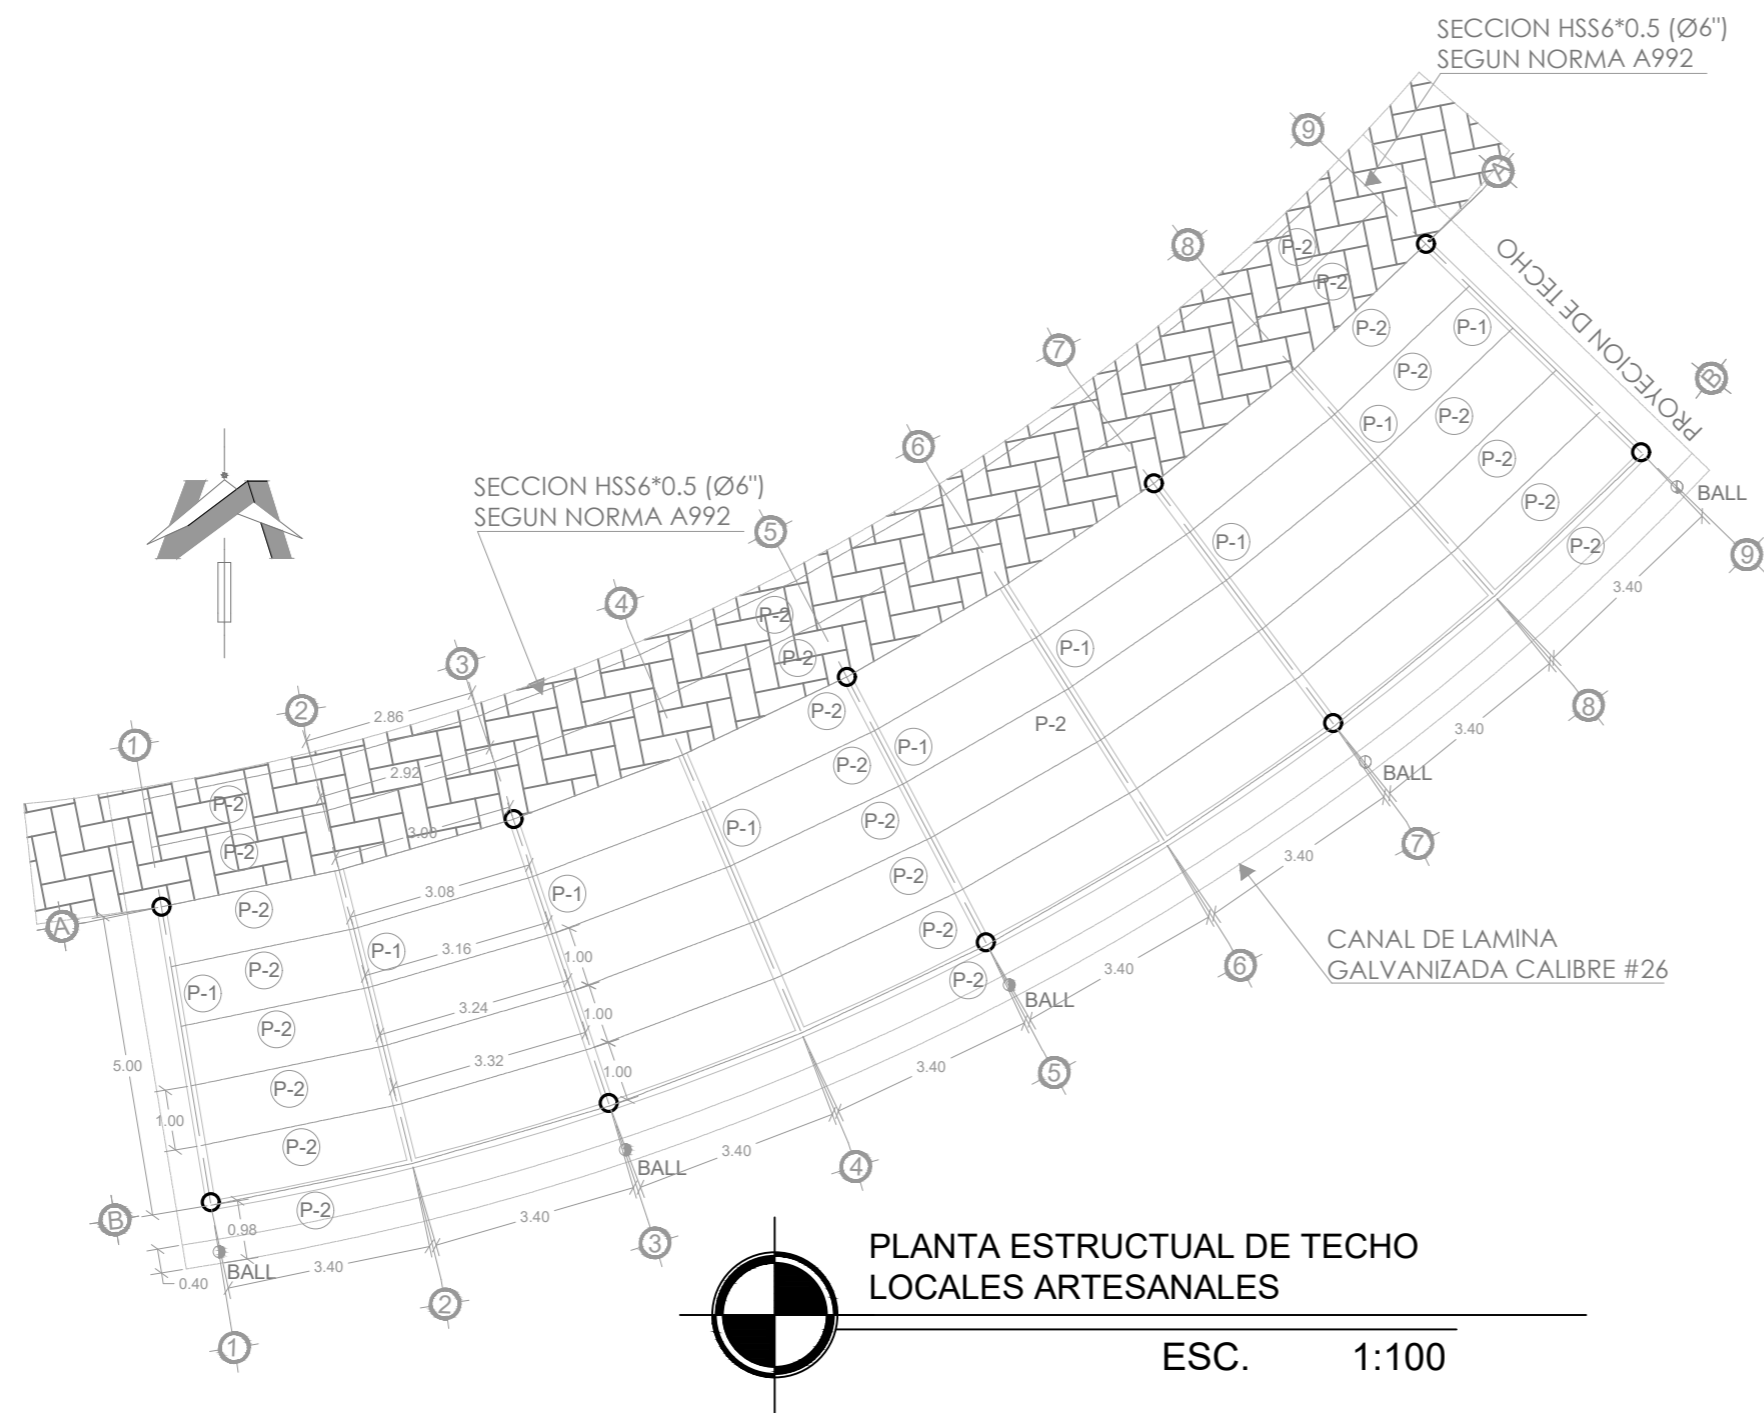 SECCION HSS6*0.5 (Ø6")
SEGUN NORMA A992
9
A
8
P-2
P-2
PROYECION DE TECHO
P-2
P-1
7
P-2
B
P-1
P-2
6
P-2
SECCION HSS6*0.5 (Ø6")
SEGUN NORMA A992
BALL
P-2
5
P-1
P-2
9
3.40
4
P-2
P-1
3
P-2
2
P-2
P-2
8
2.86
1
P-1
3.40
P-2
2.92
BALL
P-2
P-2
P-1
P-2
3.00
7
P-2
3.40
3.08
P-1
P-2
A
P-2
P-2
CANAL DE LAMINA
GALVANIZADA CALIBRE #26
P-1
3.16
1.00
6
P-2
P-1
P-2
3.40
BALL
3.24
1.00
P-2
5.00
3.32
1.00
3.40
5
P-2
1.00
P-2
3.40
BALL
4
B
P-2
0.98
3.40
3
BALL
3.40
0.40
2
1
PLANTA ESTRUCTUAL DE TECHO
LOCALES ARTESANALES
ESC. 1:100